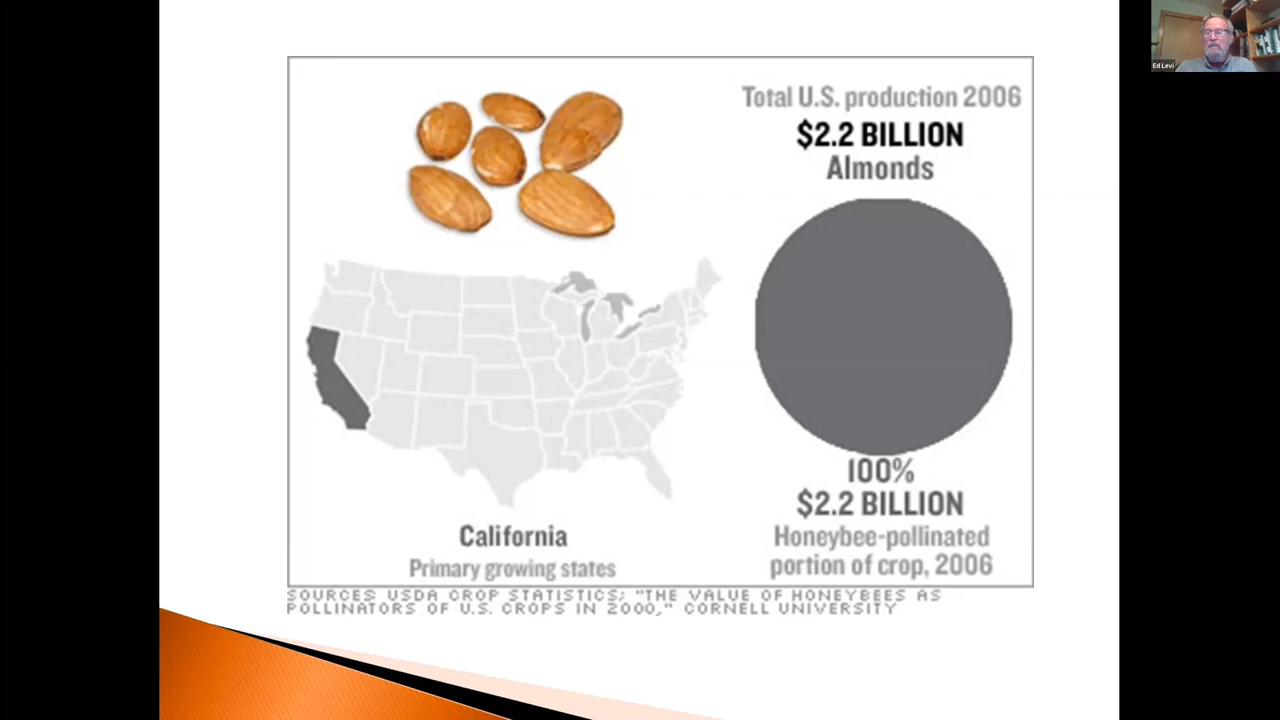 Total U.S. production 2006
$2.2 BILLION
Almonds
100%
$2.2 BILLION
Honeybee-pollinated
portion of crop, 2006
California
Primary growing states
SOURCES USDA CROP STATISTICS; "THE VALUE OF HONEYBEES AS
POLLINATORS OF U.S. CROPS IN 2000," CORNELL UNIVERSITY
Ed Levi